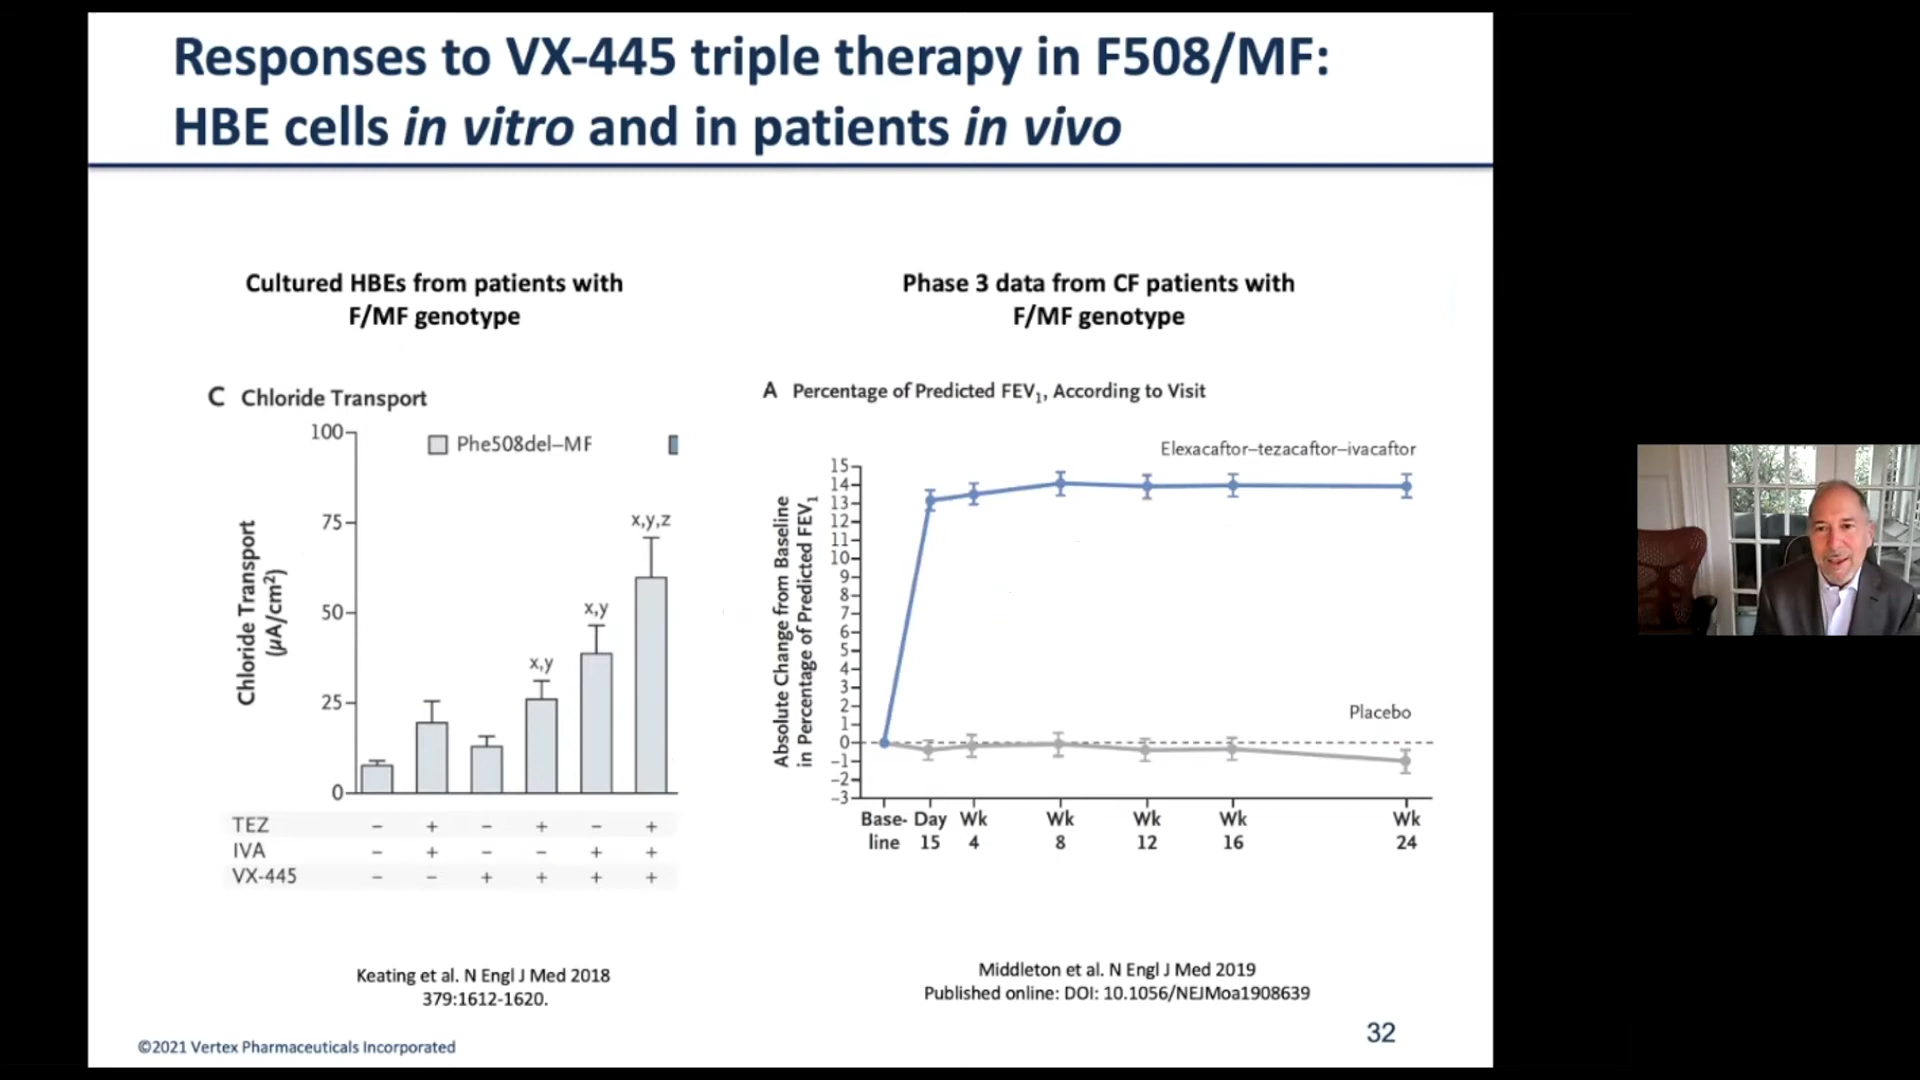 Responses to VX-445 triple therapy in F508/MF:
HBE cells in vitro and in patients in vivo
Cultured HBEs from patients with
F/MF genotype
C Chloride Transport
Chloride Transport
(µA/cm²)
100
75
50
25
0
Phe508del–MF
x,y
x,y
x,y,z
TEZ – + – + – +
IVA – + – – + +
VX-445 – – + + + +
Keating et al. N Engl J Med 2018
379:1612-1620.
Phase 3 data from CF patients with
F/MF genotype
A Percentage of Predicted FEV₁, According to Visit
Absolute Change from Baseline
in Percentage of Predicted FEV₁
15
14
13
12
11
10
9
8
7
6
5
4
3
2
1
0
–1
–2
–3
Elexacaftor–tezacaftor–ivacaftor
Placebo
Base- Day Wk Wk Wk Wk Wk
line 15 4 8 12 16 24
Middleton et al. N Engl J Med 2019
Published online: DOI: 10.1056/NEJMoa1908639
©2021 Vertex Pharmaceuticals Incorporated
32